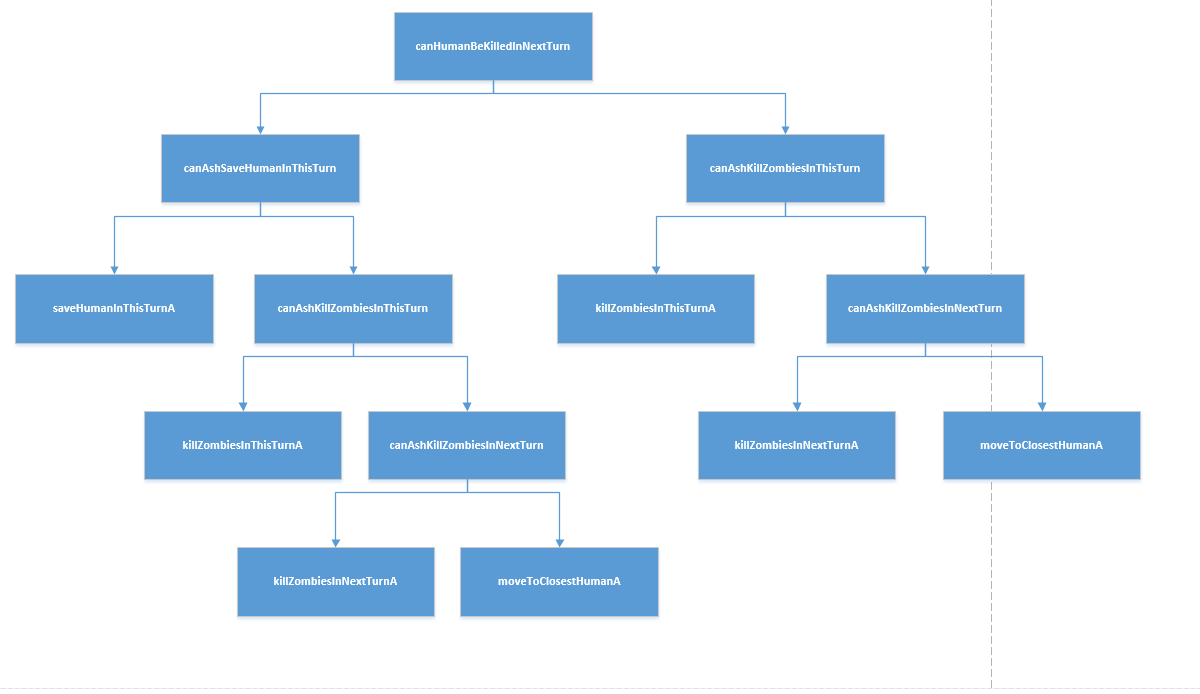 canHumanBeKilledInNextTurn
canAshSaveHumanInThisTurn
canAshKillZombiesInThisTurn
saveHumanInThisTurnA
canAshKillZombiesInThisTurn
killZombiesInThisTurnA
canAshKillZombiesInNextTurn
killZombiesInThisTurnA
canAshKillZombiesInNextTurn
killZombiesInNextTurnA
moveToClosestHumanA
killZombiesInNextTurnA
moveToClosestHumanA